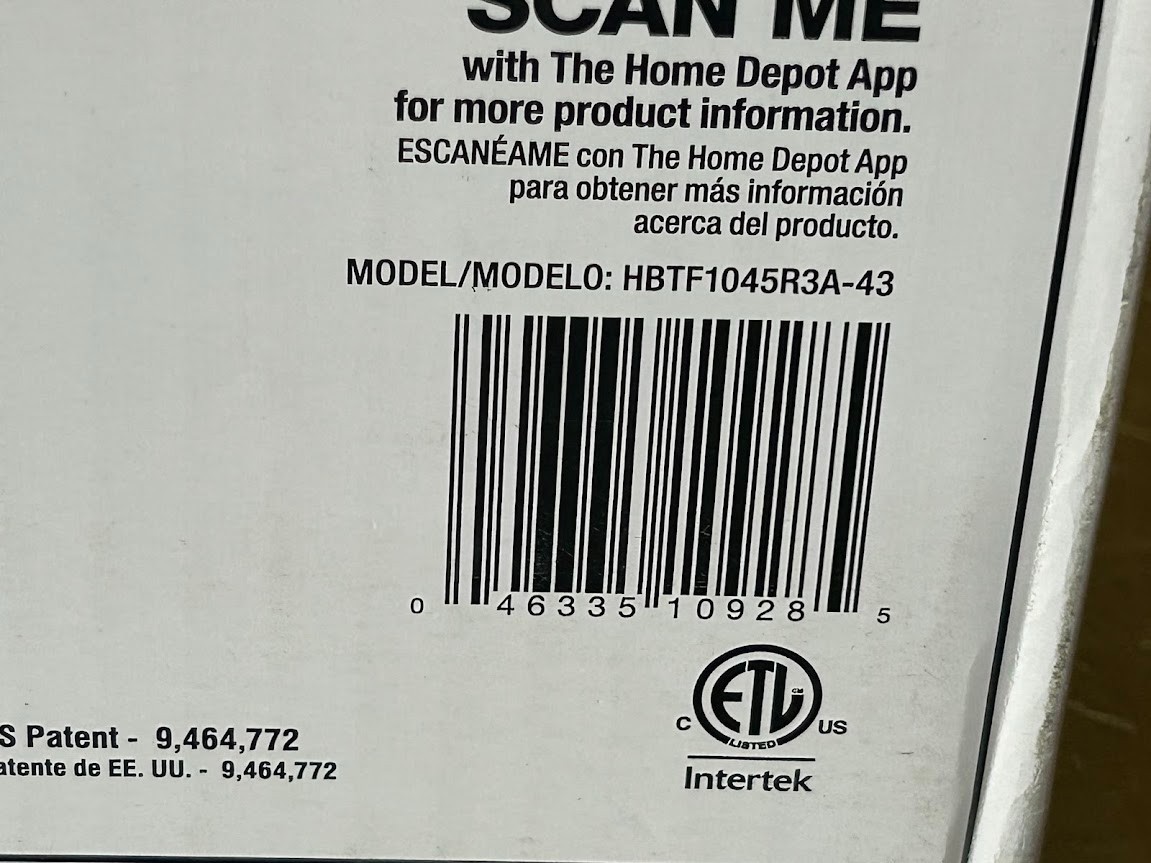 SCAN ME
with The Home Depot App
for more product information.
ESCANÉAME con The Home Depot App
para obtener más información
acerca del producto.
MODEL/MODELO: HBTF1045R3A-43
0 46335 10928 5
ETL
CM
LISTED
C US
Intertek
S Patent - 9,464,772
atente de EE. UU. - 9,464,772